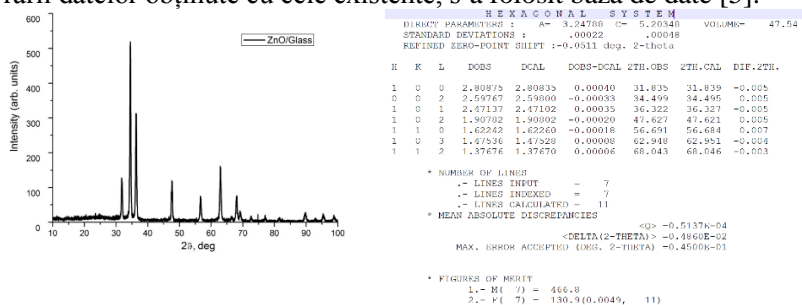 rării datelor obținute cu cele existente, s-a folosit baza de date [5].
600
500
400
300
200
100
0
10 20 30 40 50 60 70 80 90 100
Intensity (arb. units)
2θ, deg
ZnO/Glass
H E X A G O N A L   S Y S T E M
DIRECT PARAMETERS : A= 3.24788 C= 5.20348 VOLUME= 47.54
STANDARD DEVIATIONS : .00022 .00048
REFINED ZERO-POINT SHIFT :-0.0511 deg. 2-theta
H K L DOBS DCAL DOBS-DCAL 2TH.OBS 2TH.CAL DIF.2TH.
1 0 0 2.80875 2.80835 0.00040 31.835 31.839 -0.005
0 0 2 2.59767 2.59800 -0.00033 34.499 34.495 0.005
1 0 1 2.47137 2.47102 0.00035 36.322 36.327 -0.005
1 0 2 1.90782 1.90802 -0.00020 47.627 47.621 0.005
1 1 0 1.62242 1.62260 -0.00018 56.691 56.684 0.007
1 0 3 1.47536 1.47528 0.00008 62.948 62.951 -0.004
1 1 2 1.37676 1.37670 0.00006 68.043 68.046 -0.003
* NUMBER OF LINES
.- LINES INPUT = 7
.- LINES INDEXED = 7
.- LINES CALCULATED = 11
* MEAN ABSOLUTE DISCREPANCIES
<Q> =0.5137E-04
<DELTA(2-THETA)> =0.4860E-02
MAX. ERROR ACCEPTED (DEG. 2-THETA) =0.4500E-01
* FIGURES OF MERIT
1.- M( 7) = 466.8
2.- F( 7) = 130.9(0.0049, 11)